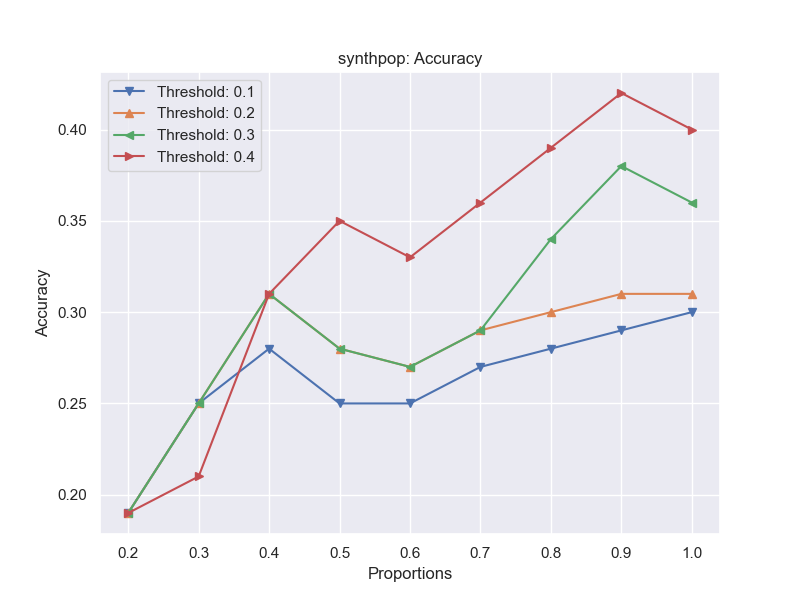 synthpop: Accuracy
Threshold: 0.1
Threshold: 0.2
Threshold: 0.3
Threshold: 0.4
Accuracy
0.40
0.35
0.30
0.25
0.20
0.2 0.3 0.4 0.5 0.6 0.7 0.8 0.9 1.0
Proportions